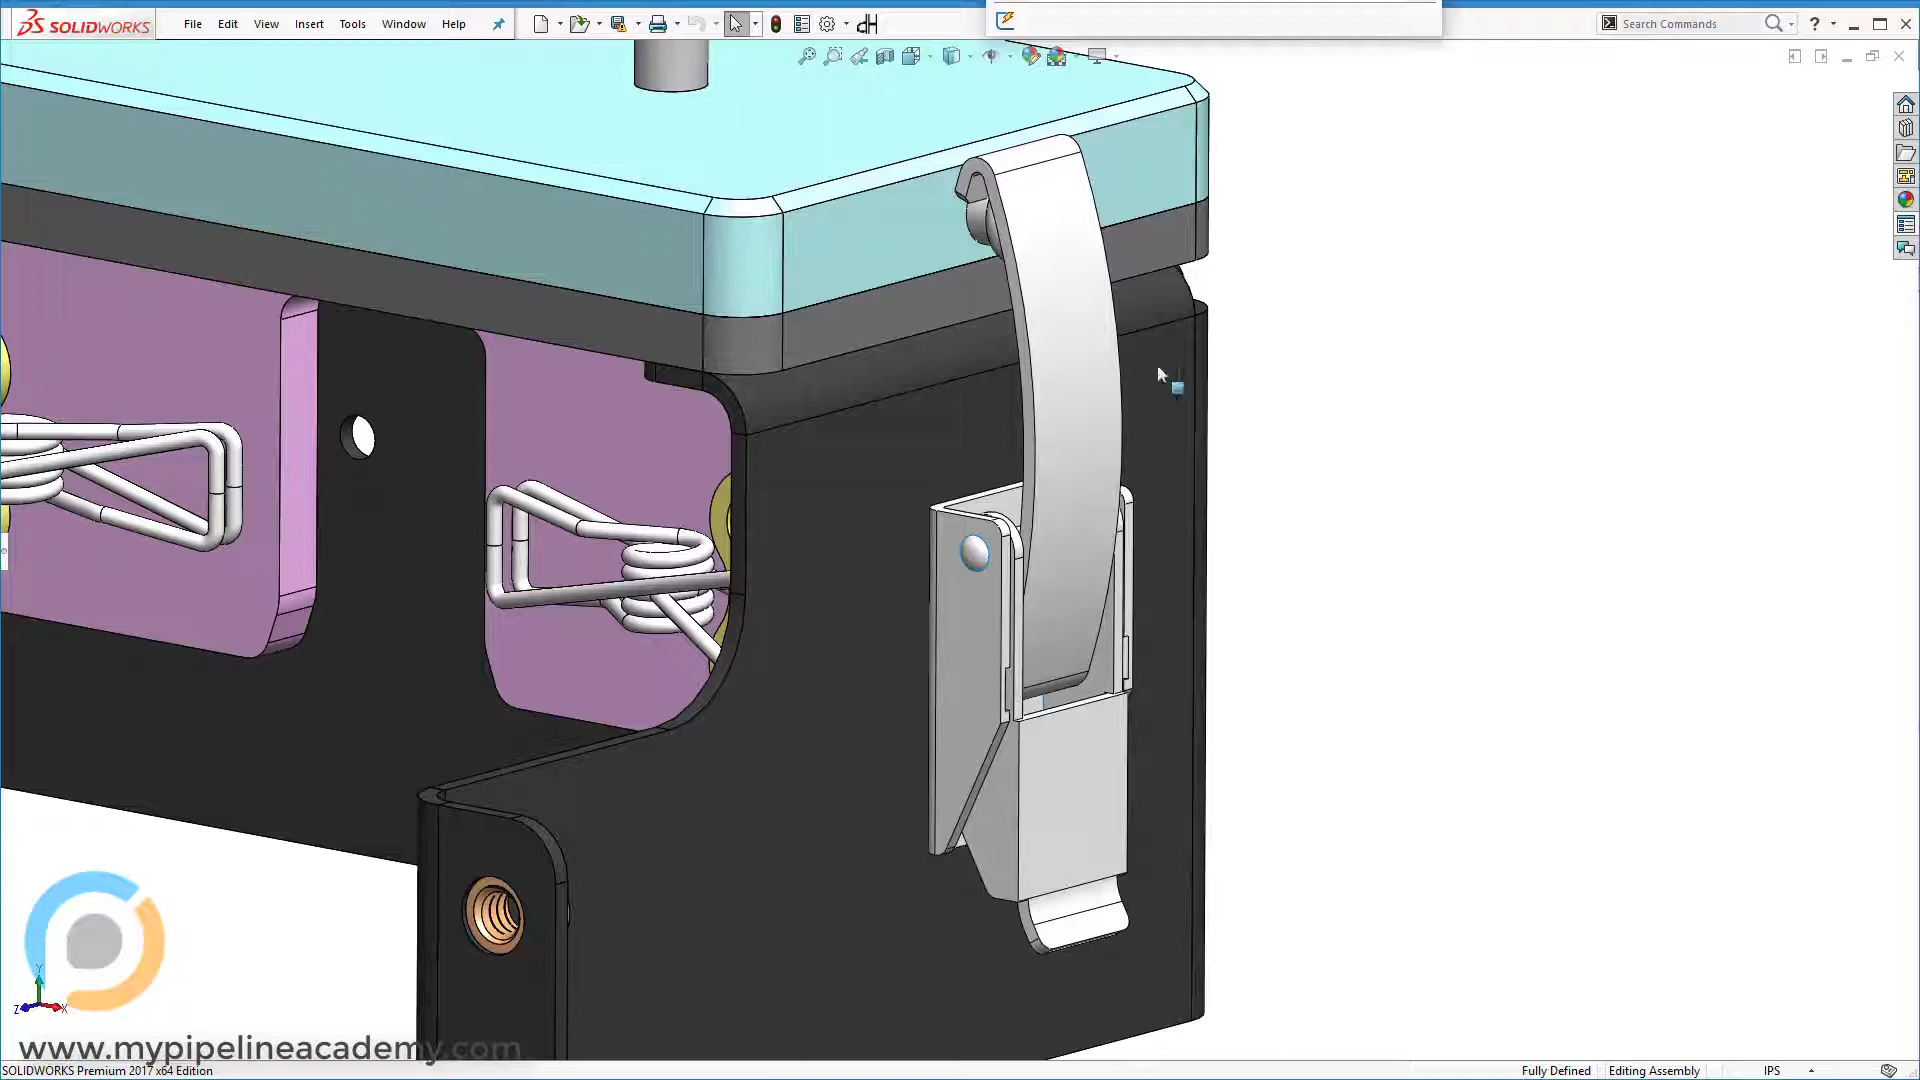 SOLIDWORKS
File Edit View Insert Tools Window Help
Search Commands
?
Y
Z X
www.mypipelineacademy.com
SOLIDWORKS Premium 2017 x64 Edition
Fully Defined Editing Assembly IPS